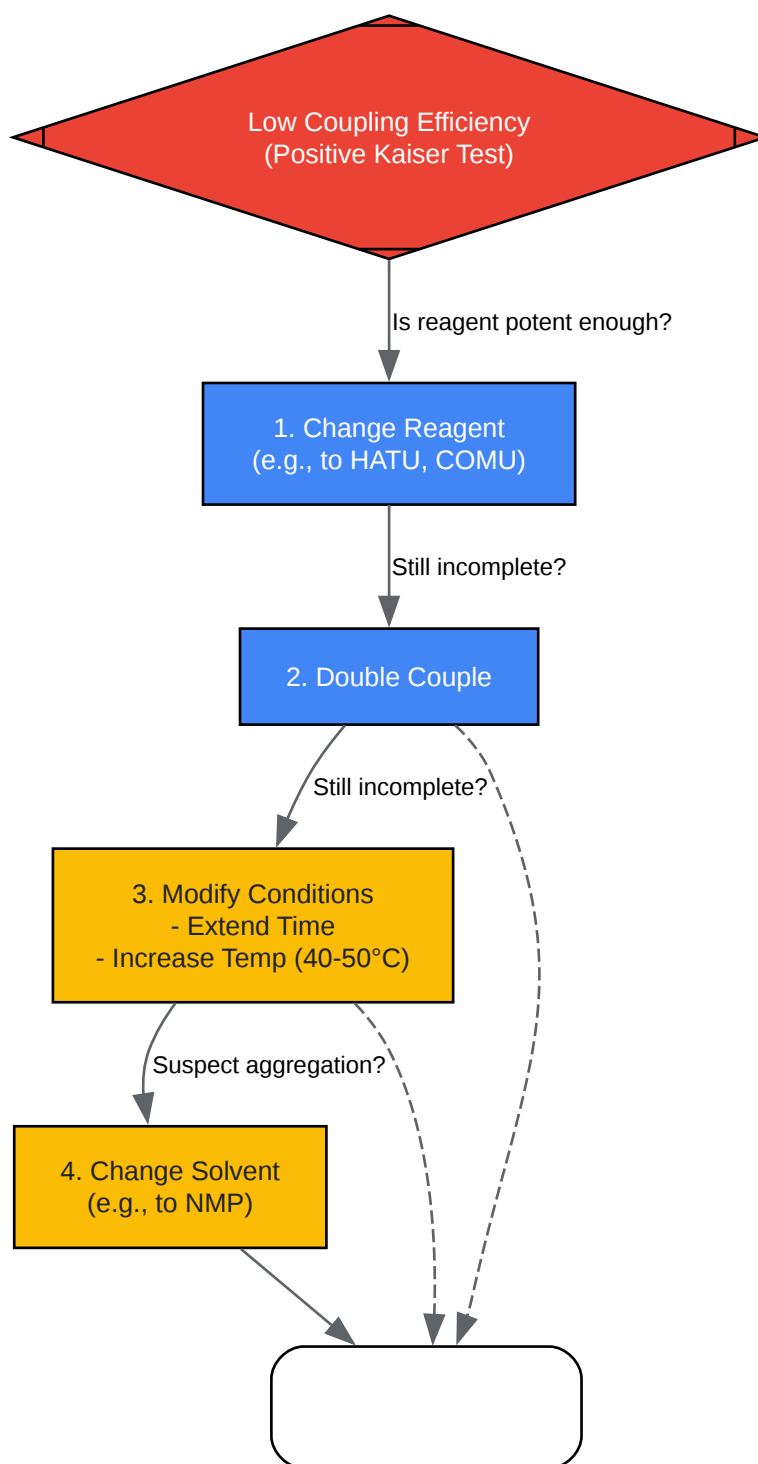 Low Coupling Efficiency
(Positive Kaiser Test)
Is reagent potent enough?
1. Change Reagent
(e.g., to HATU, COMU)
Still incomplete?
2. Double Couple
Still incomplete?
3. Modify Conditions
- Extend Time
- Increase Temp (40-50°C)
Suspect aggregation?
4. Change Solvent
(e.g., to NMP)